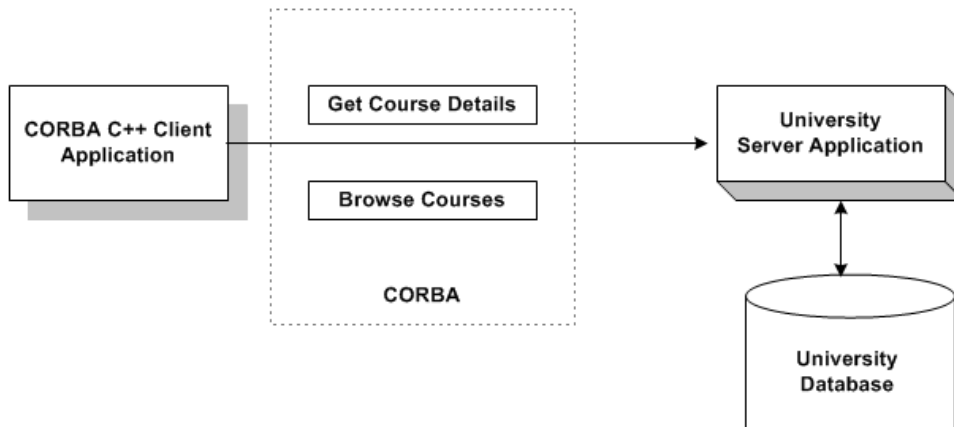 CORBA C++ Client
Application
Get Course Details
Browse Courses
CORBA
University
Server Application
University
Database